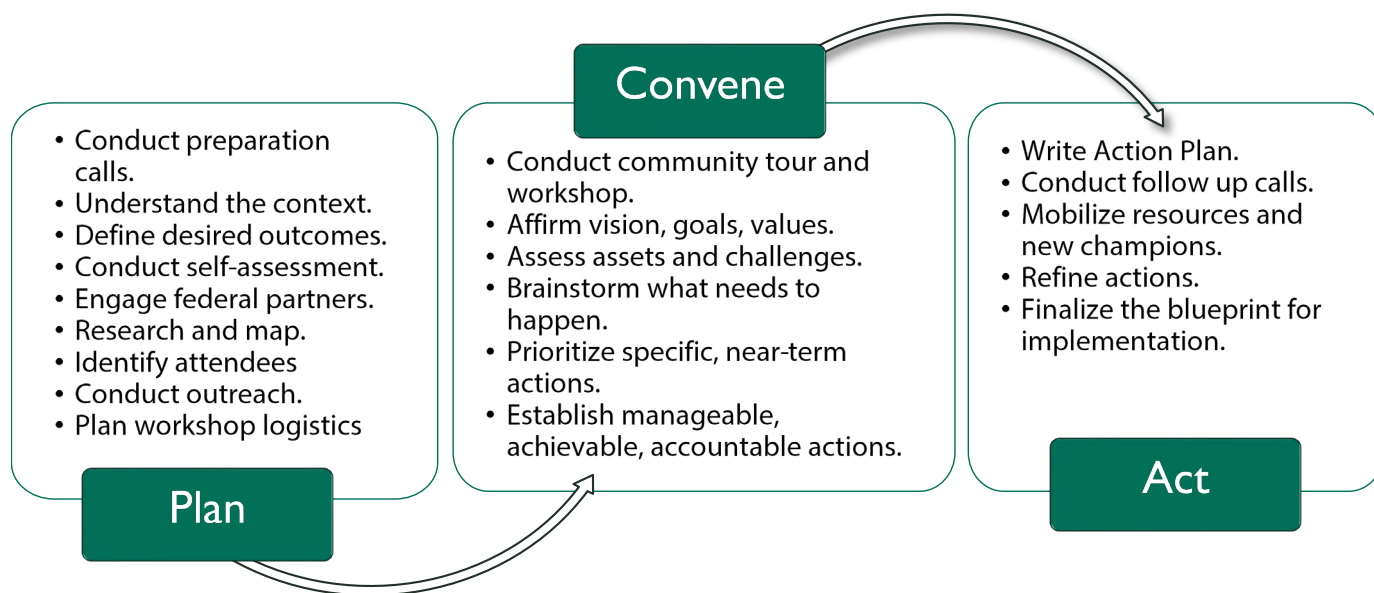 • Conduct preparation
calls.
• Understand the context.
• Define desired outcomes.
• Conduct self-assessment.
• Engage federal partners.
• Research and map.
• Identify attendees
• Conduct outreach.
• Plan workshop logistics
Plan
Convene
• Conduct community tour and
workshop.
• Affirm vision, goals, values.
• Assess assets and challenges.
• Brainstorm what needs to
happen.
• Prioritize specific, near-term
actions.
• Establish manageable,
achievable, accountable actions.
• Write Action Plan.
• Conduct follow up calls.
• Mobilize resources and
new champions.
• Refine actions.
• Finalize the blueprint for
implementation.
Act